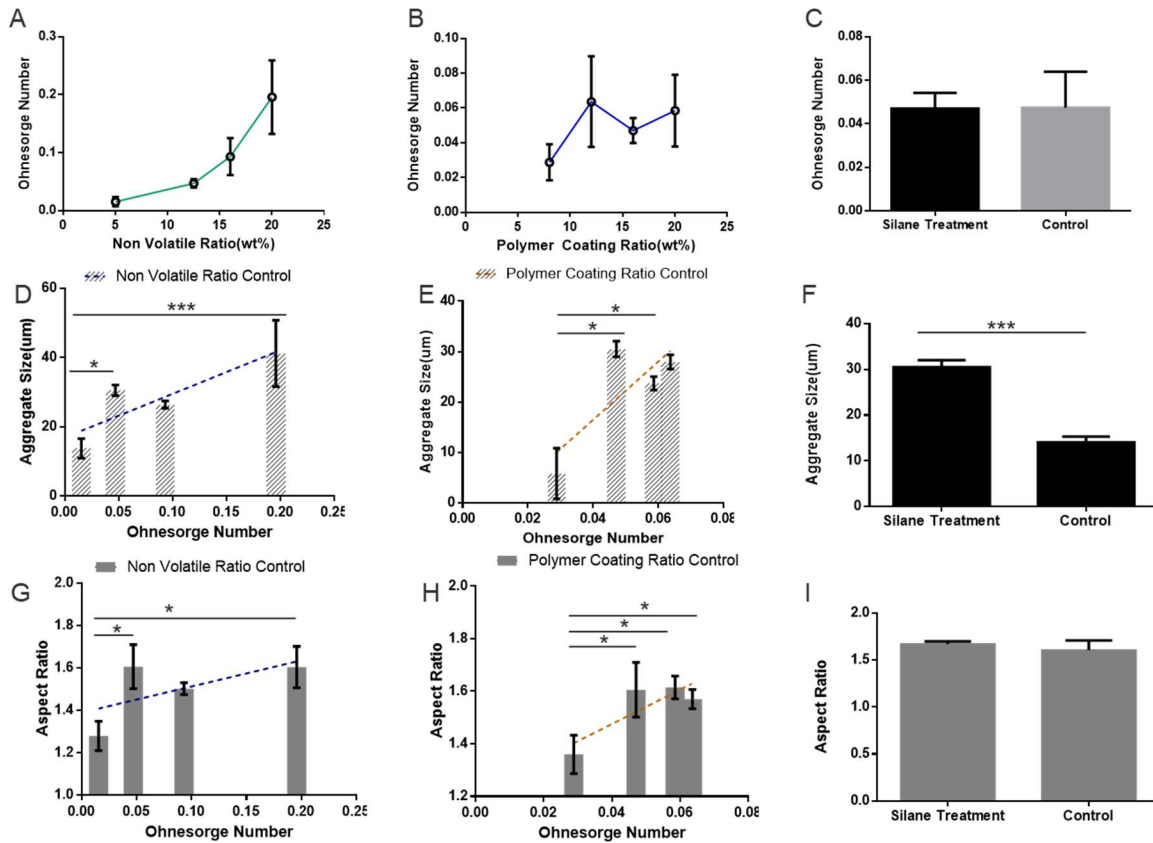 A
Ohnesorge Number
0.3
0.2
0.1
0.0
0 5 10 15 20 25
Non Volatile Ratio(wt%)
B
Ohnesorge Number
0.10
0.08
0.06
0.04
0.02
0.00
0 5 10 15 20 25
Polymer Coating Ratio(wt%)
C
Ohnesorge Number
0.08
0.06
0.04
0.02
0.00
Silane Treatment Control
Non Volatile Ratio Control
D
Aggregate Size(um)
60
40
20
0
***
*
0.00 0.05 0.10 0.15 0.20 0.25
Ohnesorge Number
Polymer Coating Ratio Control
E
Aggregate Size(um)
40
30
20
10
0
*
*
0.00 0.02 0.04 0.06 0.08
Ohnesorge Number
F
Aggregate Size(um)
40
30
20
10
0
***
Silane Treatment Control
Non Volatile Ratio Control
G
Aspect Ratio
2.0
1.8
1.6
1.4
1.2
1.0
*
*
0.00 0.05 0.10 0.15 0.20 0.25
Ohnesorge Number
Polymer Coating Ratio Control
H
Aspect Ratio
2.0
1.8
1.6
1.4
1.2
*
*
*
0.00 0.02 0.04 0.06 0.08
Ohnesorge Number
I
Aspect Ratio
2.0
1.5
1.0
0.5
0.0
Silane Treatment Control